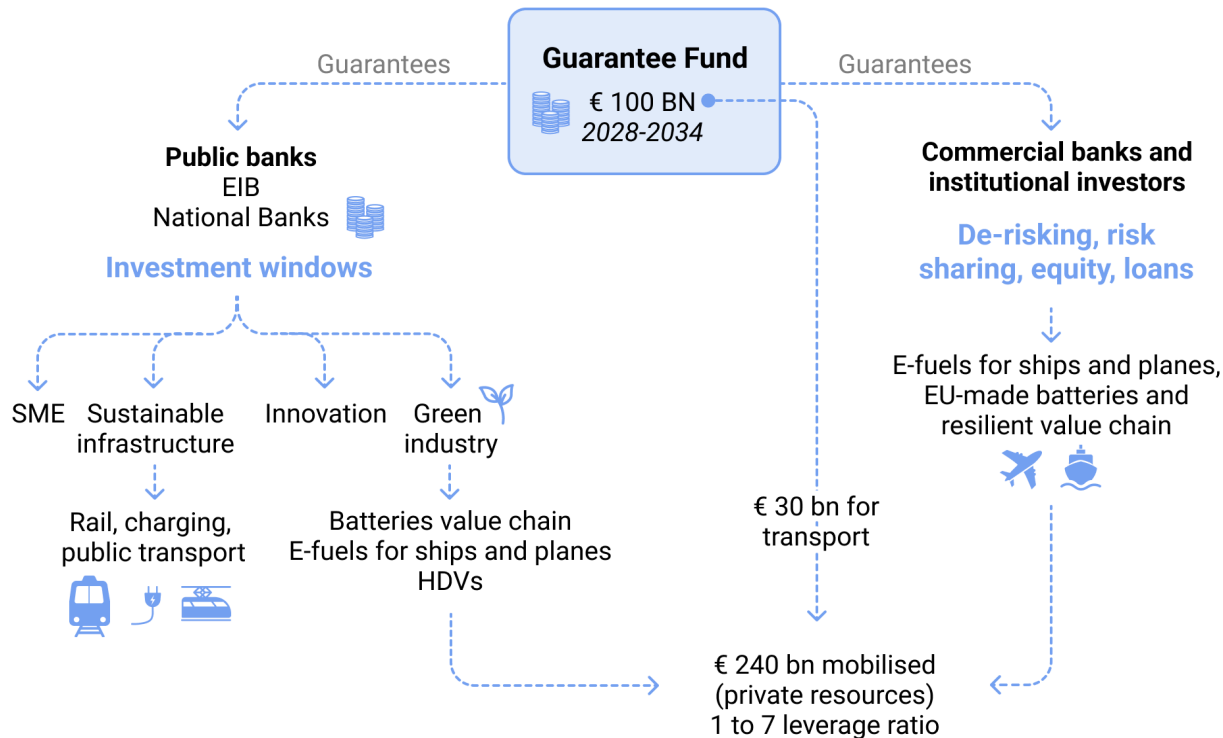 Guarantees
Guarantee Fund
€ 100 BN
2028-2034
Guarantees
Public banks
EIB
National Banks
Investment windows
SME
Sustainable
infrastructure
Innovation
Green
industry
Rail, charging,
public transport
Batteries value chain
E-fuels for ships and planes
HDVs
€ 30 bn for
transport
Commercial banks and
institutional investors
De-risking, risk
sharing, equity, loans
E-fuels for ships and planes,
EU-made batteries and
resilient value chain
€ 240 bn mobilised
(private resources)
1 to 7 leverage ratio